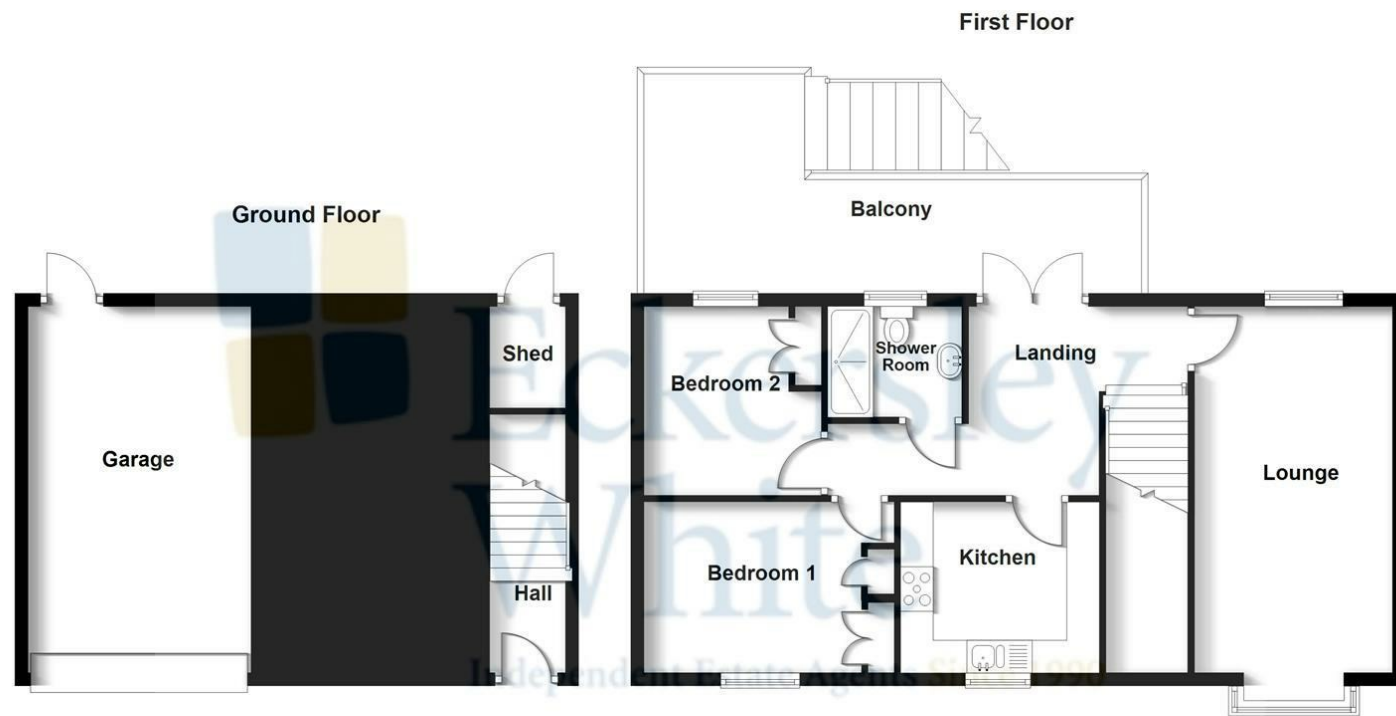 First Floor
Ground Floor
Balcony
Shed
Shower
Room
Landing
Bedroom 2
Garage
Lounge
Kitchen
Bedroom 1
Hall
Eckersley
White
Independent Estate Agents Since 1990